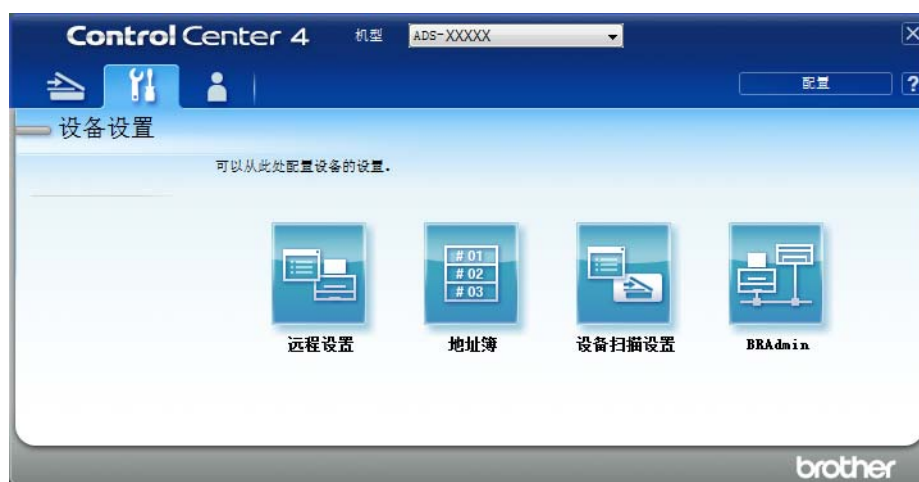 ControlCenter 4 机型 ADS-XXXXX
配置 ?
设备设置
可以从此处配置设备的设置.
#01
#02
#03
远程设置 地址簿 设备扫描设置 BRAdmin
brother